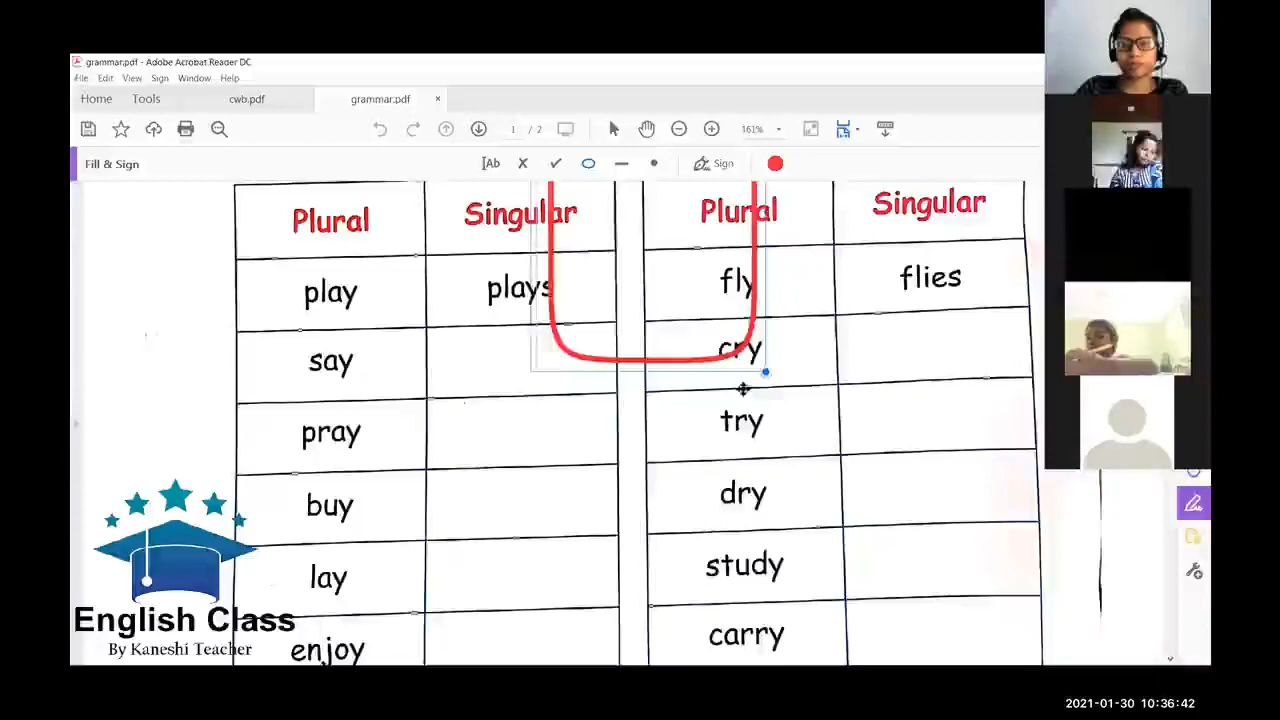 grammar.pdf - Adobe Acrobat Reader DC
File Edit View Sign Window Help
Home Tools cwb.pdf grammar.pdf ×
1 / 2 161%
Fill & Sign Ab Sign
Plural Singular Plural Singular
play plays fly flies
say cry
pray try
buy dry
lay study
enjoy carry
English Class
By Kaneshi Teacher
2021-01-30 10:36:42